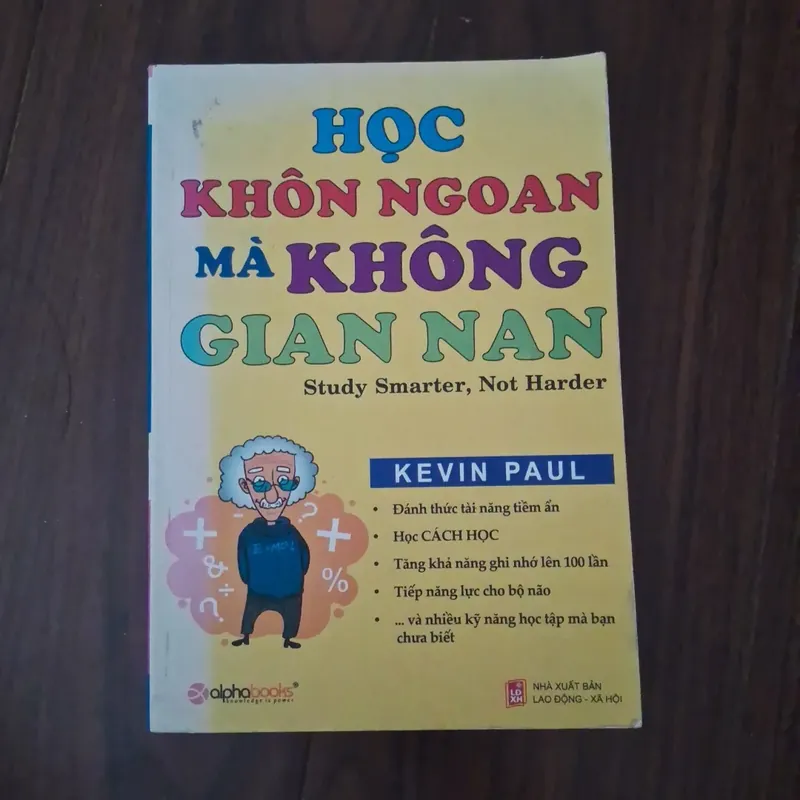 HỌC
KHÔN NGOAN
MÀ KHÔNG
GIAN NAN
Study Smarter, Not Harder
KEVIN PAUL
• Đánh thức tài năng tiềm ẩn
• Học CÁCH HỌC
• Tăng khả năng ghi nhớ lên 100 lần
• Tiếp năng lực cho bộ não
• ... và nhiều kỹ năng học tập mà bạn
chưa biết
+ - ? +
& ÷ ? %
alphabooks®
knowledge is power
LĐ
XH
NHÀ XUẤT BẢN
LAO ĐỘNG - XÃ HỘI